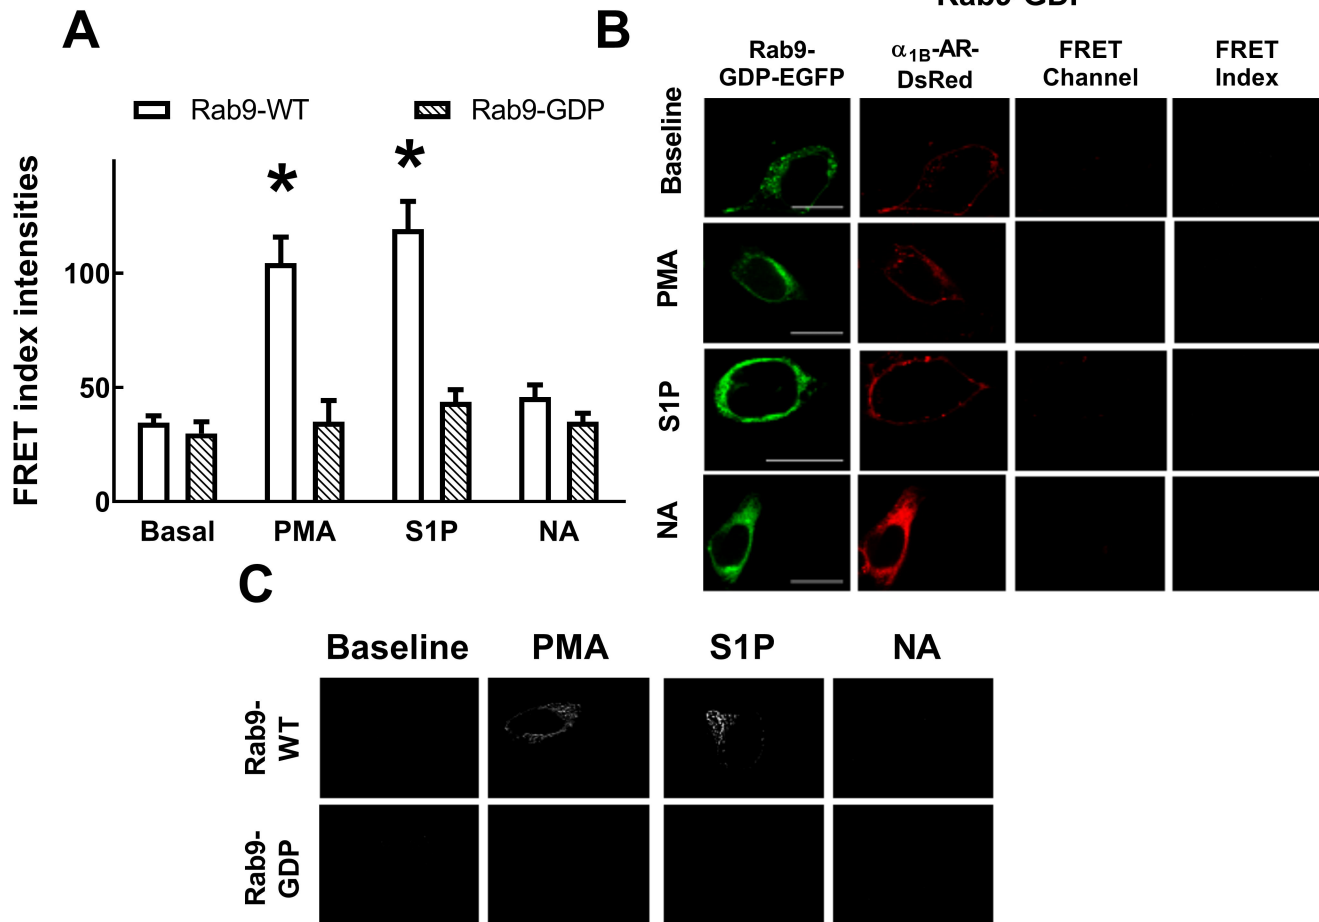 A
Rab9-WT
Rab9-GDP
*
*
FRET index intensities
100
50
0
Basal
PMA
S1P
NA
B
Rab9-GDP
Rab9-
GDP-EGFP
α1B-AR-
DsRed
FRET
Channel
FRET
Index
Baseline
PMA
S1P
NA
C
Baseline
PMA
S1P
NA
Rab9-
WT
Rab9-
GDP